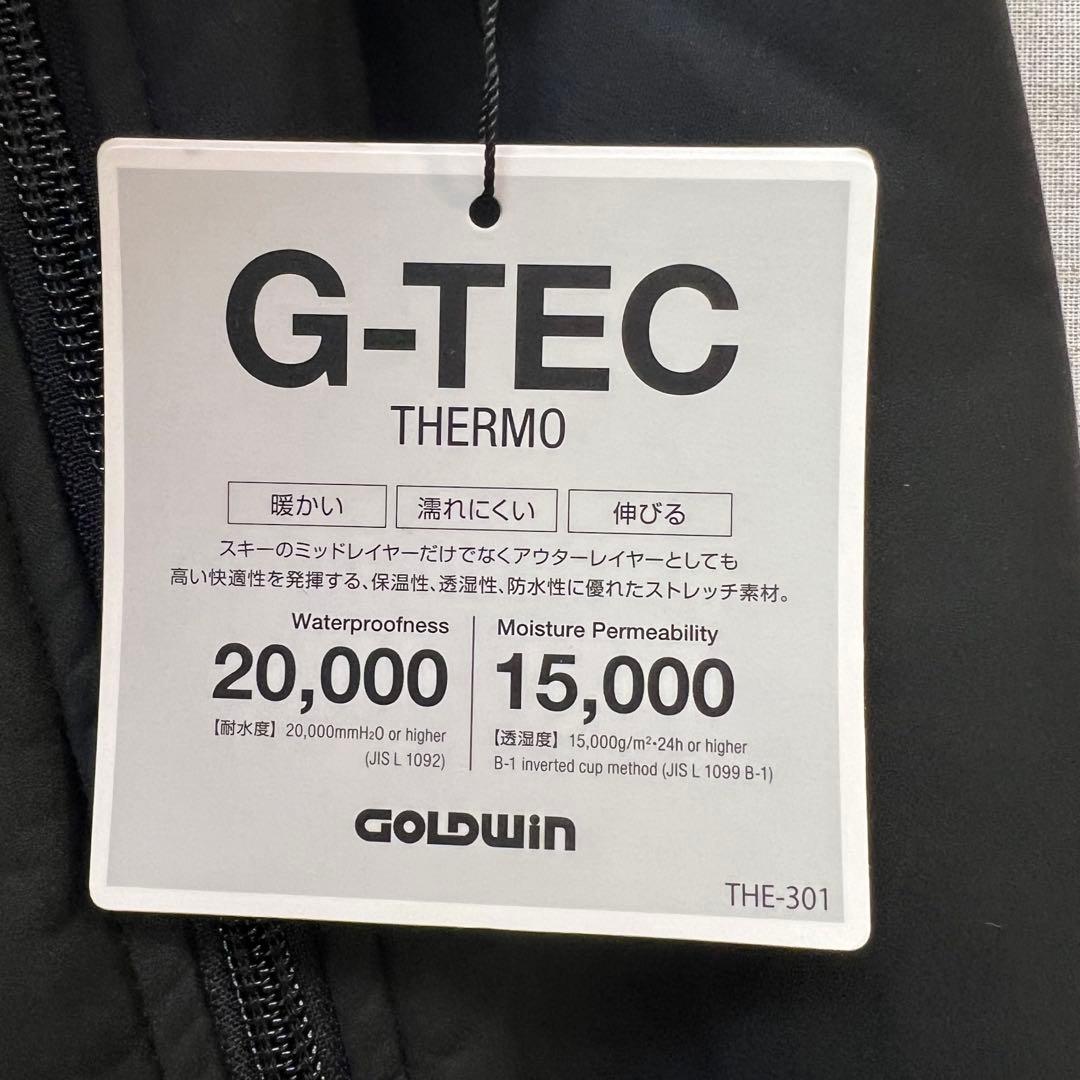 G-TEC
THERMO
暖かい 濡れにくい 伸びる
スキーのミッドレイヤーだけでなくアウターレイヤーとしても
高い快適性を発揮する、保温性、透湿性、防水性に優れたストレッチ素材。
Waterproofness
20,000
【耐水度】 20,000mmH₂O or higher
(JIS L 1092)
Moisture Permeability
15,000
【透湿度】 15,000g/m²・24h or higher
B-1 inverted cup method (JIS L 1099 B-1)
GOLDWIN
THE-301